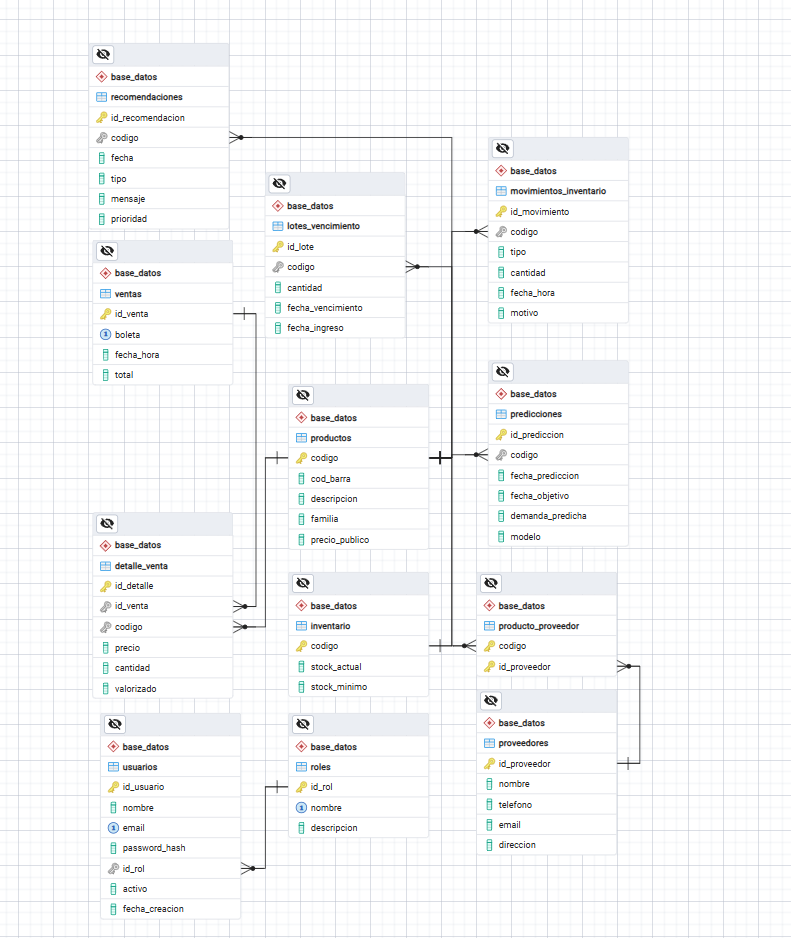 base_datos
recomendaciones
id_recomendacion
codigo
fecha
tipo
mensaje
prioridad
base_datos
movimientos_inventario
id_movimiento
codigo
tipo
cantidad
fecha_hora
motivo
base_datos
lotes_vencimiento
id_lote
codigo
cantidad
fecha_vencimiento
fecha_ingreso
base_datos
ventas
id_venta
1
boleta
fecha_hora
total
base_datos
predicciones
id_prediccion
codigo
fecha_prediccion
fecha_objetivo
demanda_predicha
modelo
base_datos
productos
codigo
cod_barra
descripcion
familia
precio_publico
base_datos
detalle_venta
id_detalle
id_venta
codigo
precio
cantidad
valorizado
base_datos
inventario
codigo
stock_actual
stock_minimo
base_datos
producto_proveedor
codigo
id_proveedor
base_datos
proveedores
id_proveedor
nombre
telefono
email
direccion
base_datos
usuarios
id_usuario
nombre
1
email
password_hash
id_rol
activo
fecha_creacion
base_datos
roles
id_rol
1
nombre
descripcion